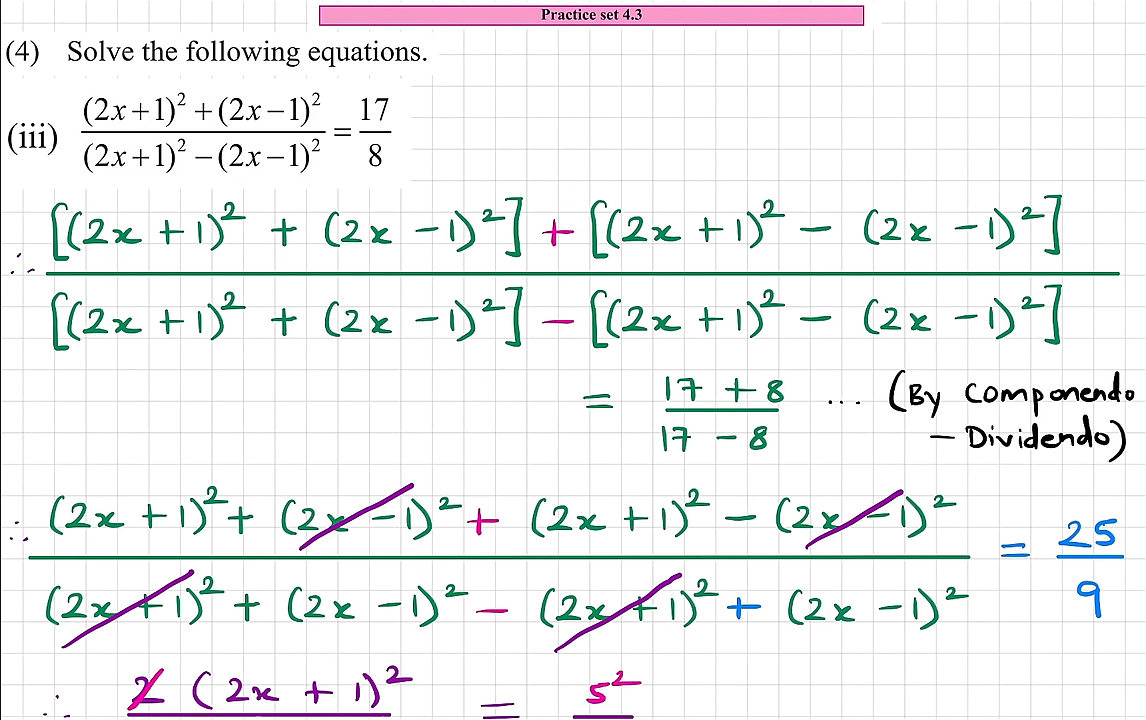 Practice set 4.3
(4) Solve the following equations.
(iii) \frac{(2x+1)^2+(2x-1)^2}{(2x+1)^2-(2x-1)^2} = \frac{17}{8}
∴ \frac{[(2x+1)^2 + (2x-1)^2] + [(2x+1)^2 - (2x-1)^2]}{[(2x+1)^2 + (2x-1)^2] - [(2x+1)^2 - (2x-1)^2]}
= \frac{17+8}{17-8} ... (By Componendo
- Dividendo)
∴ \frac{(2x+1)^2 + (2x-1)^2 + (2x+1)^2 - (2x-1)^2}{(2x+1)^2 + (2x-1)^2 - (2x+1)^2 + (2x-1)^2} = \frac{25}{9}
∴ 2(2x+1)^2 = 5^2